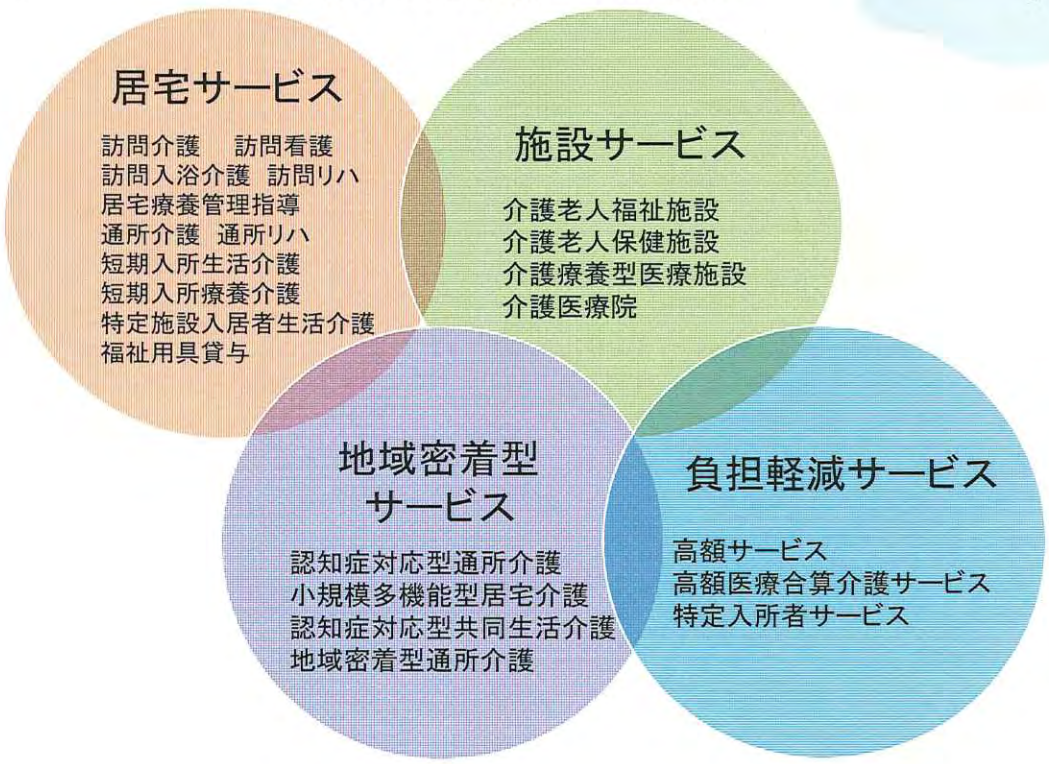 居宅サービス
訪問介護 訪問看護
訪問入浴介護 訪問リハ
居宅療養管理指導
通所介護 通所リハ
短期入所生活介護
短期入所療養介護
特定施設入居者生活介護
福祉用具貸与
施設サービス
介護老人福祉施設
介護老人保健施設
介護療養型医療施設
介護医療院
地域密着型
サービス
認知症対応型通所介護
小規模多機能型居宅介護
認知症対応型共同生活介護
地域密着型通所介護
負担軽減サービス
高額サービス
高額医療合算介護サービス
特定入所者サービス